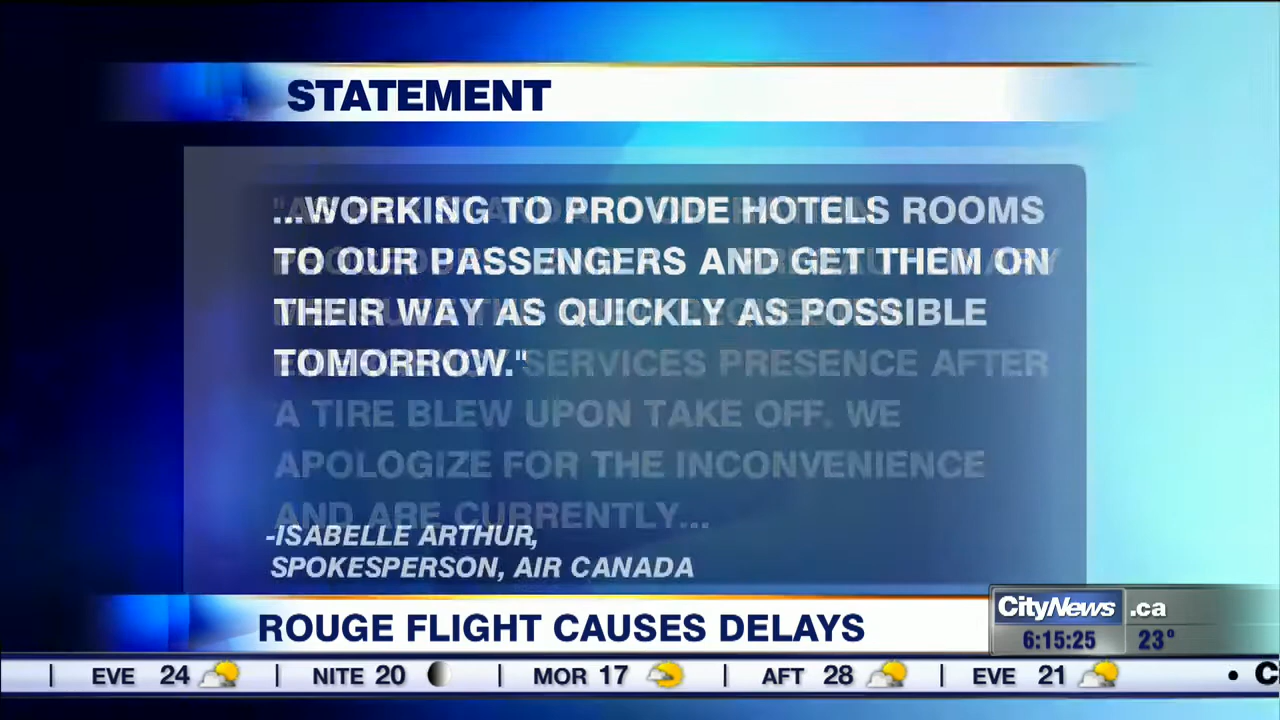 STATEMENT
...WORKING TO PROVIDE HOTELS ROOMS
TO OUR PASSENGERS AND GET THEM ON
THEIR WAY AS QUICKLY AS POSSIBLE
TOMORROW."
SERVICES PRESENCE AFTER
A TIRE BLEW UPON TAKE OFF. WE
APOLOGIZE FOR THE INCONVENIENCE
AND ARE CURRENTLY...
-ISABELLE ARTHUR,
SPOKESPERSON, AIR CANADA
ROUGE FLIGHT CAUSES DELAYS
CityNews .ca
6:15:25 23°
EVE 24 NITE 20 MOR 17 AFT 28 EVE 21